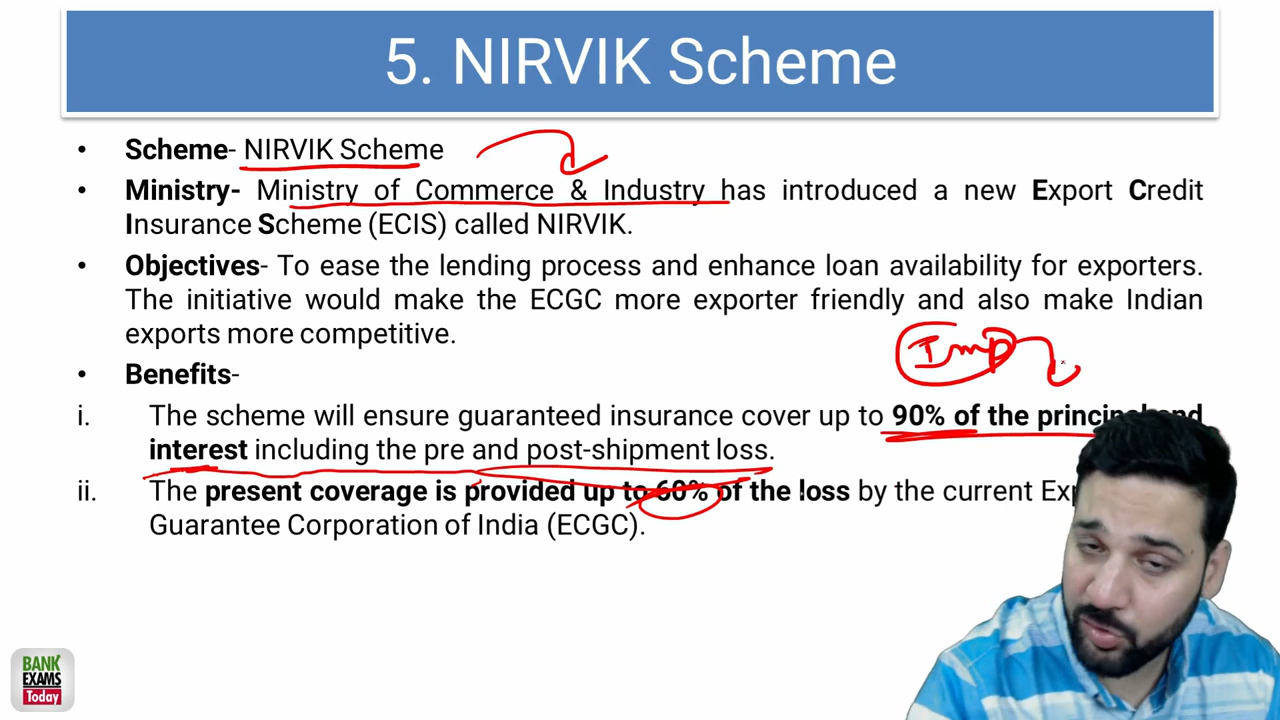 5. NIRVIK Scheme
• Scheme- NIRVIK Scheme
• Ministry- Ministry of Commerce & Industry has introduced a new Export Credit
Insurance Scheme (ECIS) called NIRVIK.
• Objectives- To ease the lending process and enhance loan availability for exporters.
The initiative would make the ECGC more exporter friendly and also make Indian
exports more competitive.
Imp
• Benefits-
i. The scheme will ensure guaranteed insurance cover up to 90% of the principal and
interest including the pre and post-shipment loss.
ii. The present coverage is provided up to 60% of the loss by the current
Guarantee Corporation of India (ECGC).
BANK
EXAMS
Today